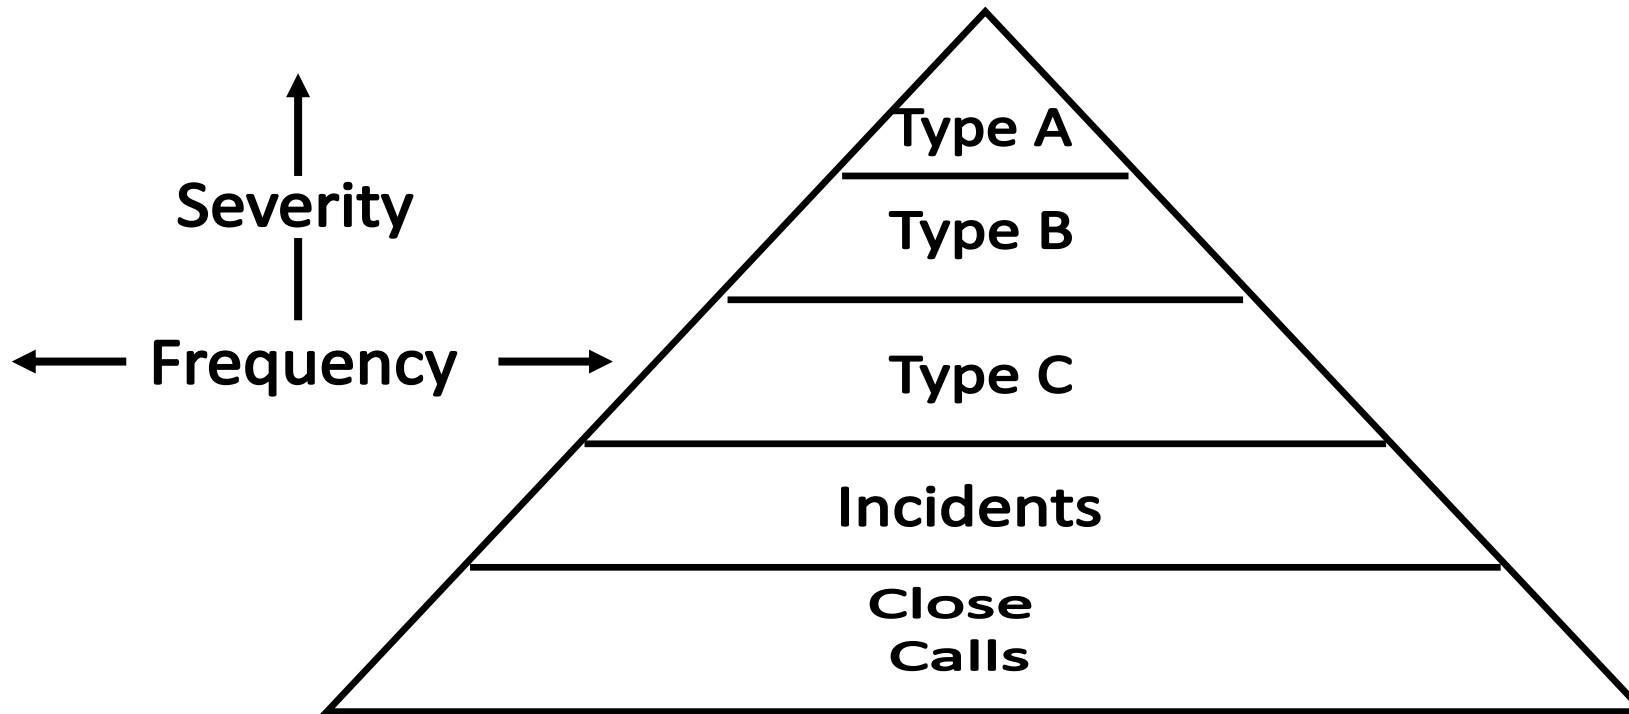 Severity
Frequency
Type A
Type B
Type C
Incidents
Close
Calls